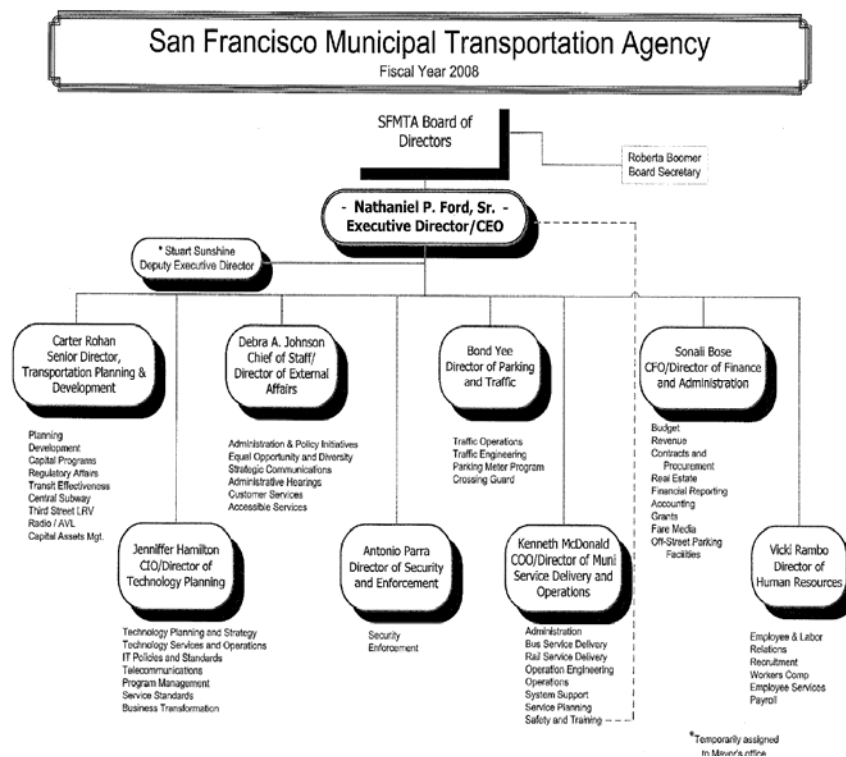 San Francisco Municipal Transportation Agency
Fiscal Year 2008
SFMTA Board of
Directors
Roberta Boomer
Board Secretary
- Nathaniel P. Ford, Sr. -
Executive Director/CEO
* Stuart Sunshine
Deputy Executive Director
Carter Rohan
Senior Director,
Transportation Planning &
Development
Planning
Development
Capital Programs
Regulatory Affairs
Transit Effectiveness
Central Subway
Third Street LRV
Radio / AVL
Capital Assets Mgt.
Debra A. Johnson
Chief of Staff/
Director of External
Affairs
Administration & Policy Initiatives
Equal Opportunity and Diversity
Strategic Communications
Administrative Hearings
Customer Services
Accessible Services
Bond Yee
Director of Parking
and Traffic
Traffic Operations
Traffic Engineering
Parking Meter Program
Crossing Guard
Sonali Bose
CFO/Director of Finance
and Administration
Budget
Revenue
Contracts and
Procurement
Real Estate
Financial Reporting
Accounting
Grants
Fare Media
Off-Street Parking
Facilities
Jenniffer Hamilton
CIO/Director of
Technology Planning
Technology Planning and Strategy
Technology Services and Operations
IT Policies and Standards
Telecommunications
Program Management
Service Standards
Business Transformation
Antonio Parra
Director of Security
and Enforcement
Security
Enforcement
Kenneth McDonald
COO/Director of Muni
Service Delivery and
Operations
Administration
Bus Service Delivery
Rail Service Delivery
Operation Engineering
Operations
System Support
Service Planning
Safety and Training
Vicki Rambo
Director of
Human Resources
Employee & Labor
Relations
Recruitment
Workers Comp
Employee Services
Payroll
*Temporarily assigned
to Mayor's office